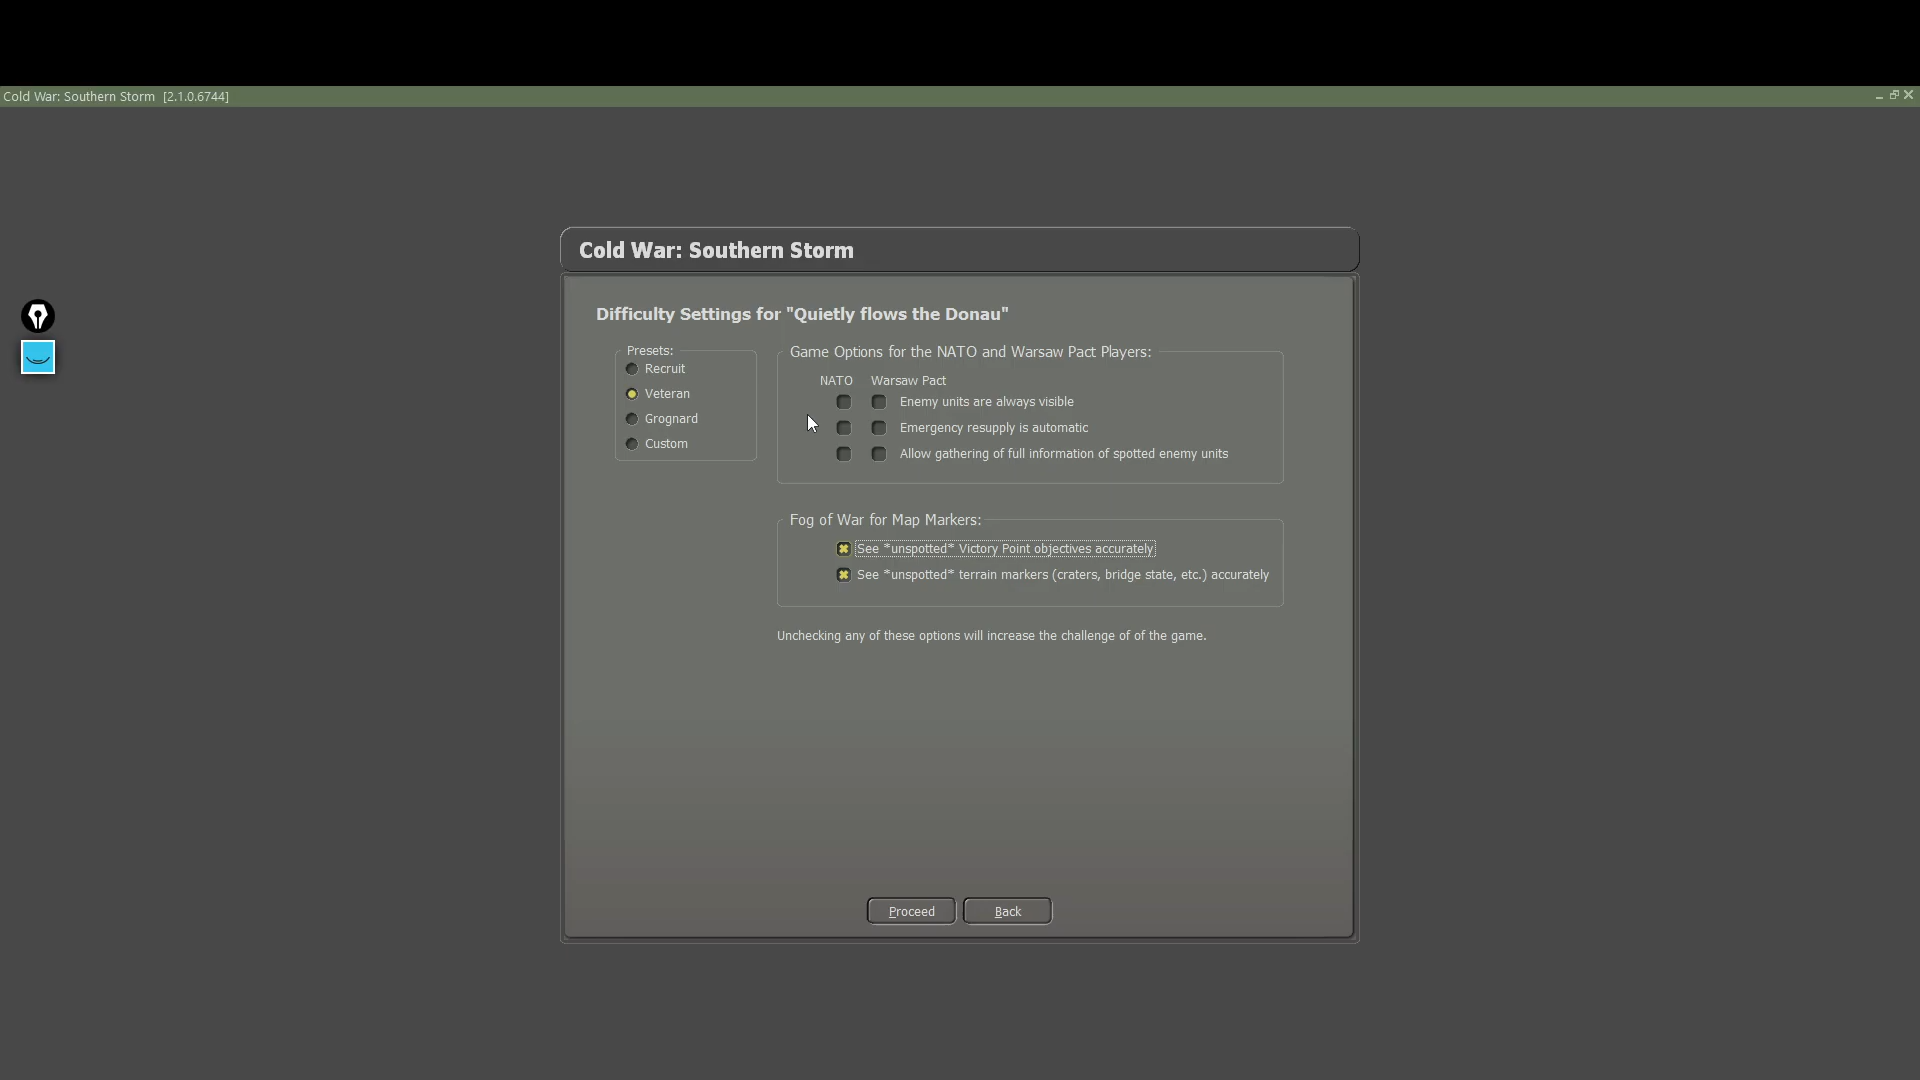 Cold War: Southern Storm [2.1.0.6744]
Cold War: Southern Storm
Difficulty Settings for "Quietly flows the Donau"
Presets:
Recruit
Veteran
Grognard
Custom
Game Options for the NATO and Warsaw Pact Players:
NATO Warsaw Pact
Enemy units are always visible
Emergency resupply is automatic
Allow gathering of full information of spotted enemy units
Fog of War for Map Markers:
See *unspotted* Victory Point objectives accurately
See *unspotted* terrain markers (craters, bridge state, etc.) accurately
Unchecking any of these options will increase the challenge of of the game.
Proceed Back